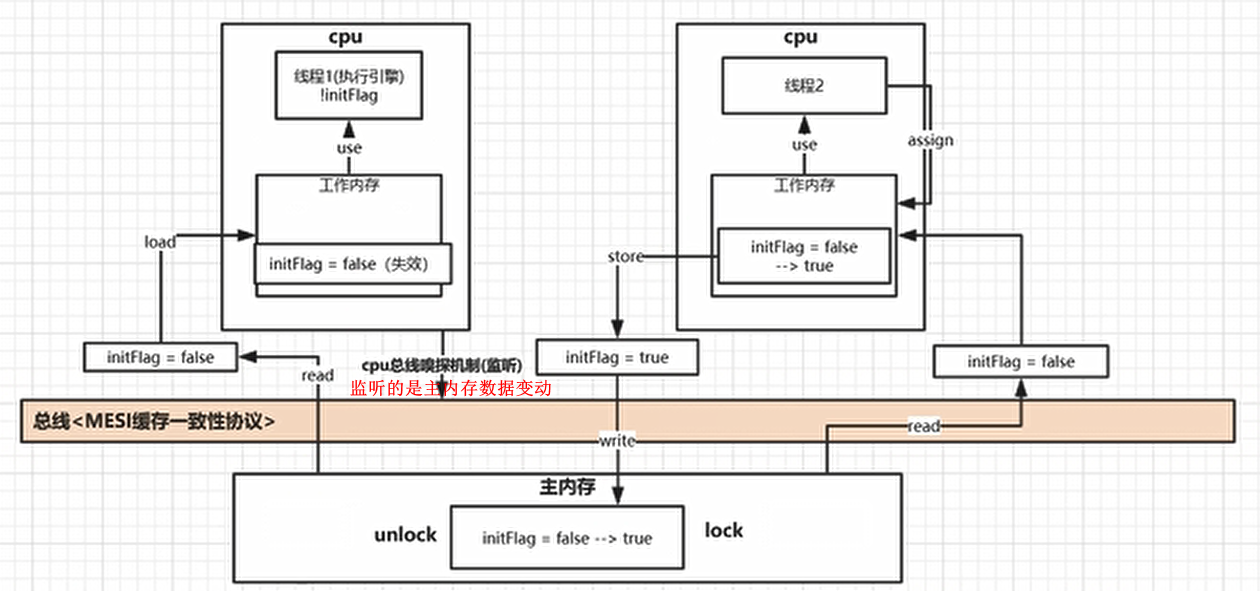 cpu
线程1(执行引擎)
!initFlag
use
工作内存
load
initFlag = false（失效）
initFlag = false
read
cpu总线嗅探机制(监听)
监听的是主内存数据变动
cpu
线程2
use
assign
工作内存
initFlag = false
--> true
store
initFlag = true
initFlag = false
总线<MESI缓存一致性协议>
write
read
主内存
unlock
initFlag = false --> true
lock